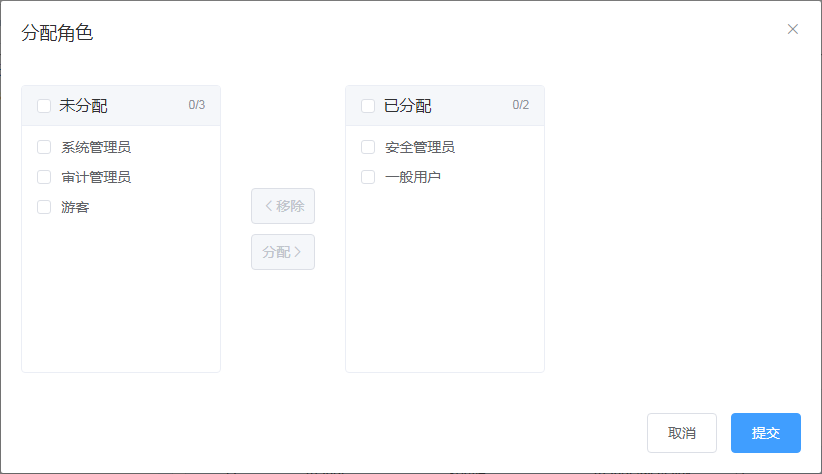 分配角色
未分配 0/3
系统管理员
审计管理员
游客
移除
分配
已分配 0/2
安全管理员
一般用户
取消 提交